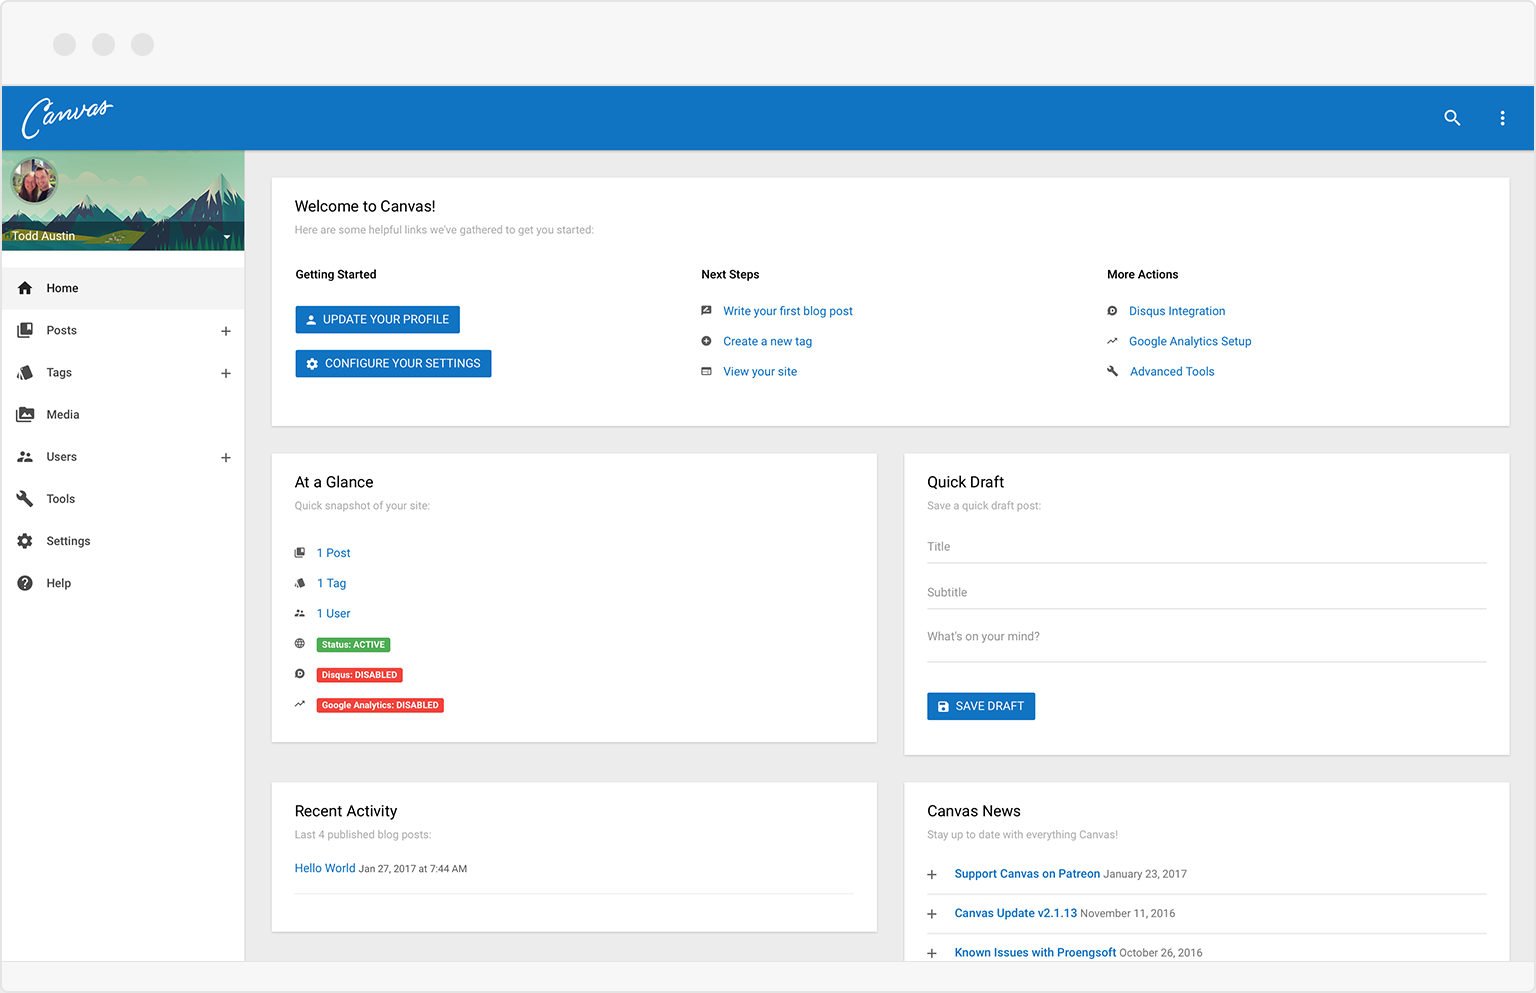 Canvas
Todd Austin
Home
Posts
Tags
Media
Users
Tools
Settings
Help
Welcome to Canvas!
Here are some helpful links we've gathered to get you started:
Getting Started
UPDATE YOUR PROFILE
CONFIGURE YOUR SETTINGS
Next Steps
Write your first blog post
Create a new tag
View your site
More Actions
Disqus Integration
Google Analytics Setup
Advanced Tools
At a Glance
Quick snapshot of your site:
1 Post
1 Tag
1 User
Status: ACTIVE
Disqus: DISABLED
Google Analytics: DISABLED
Quick Draft
Save a quick draft post:
Title
Subtitle
What's on your mind?
SAVE DRAFT
Recent Activity
Last 4 published blog posts:
Hello World Jan 27, 2017 at 7:44 AM
Canvas News
Stay up to date with everything Canvas!
Support Canvas on Patreon January 23, 2017
Canvas Update v2.1.13 November 11, 2016
Known Issues with Proengsoft October 26, 2016